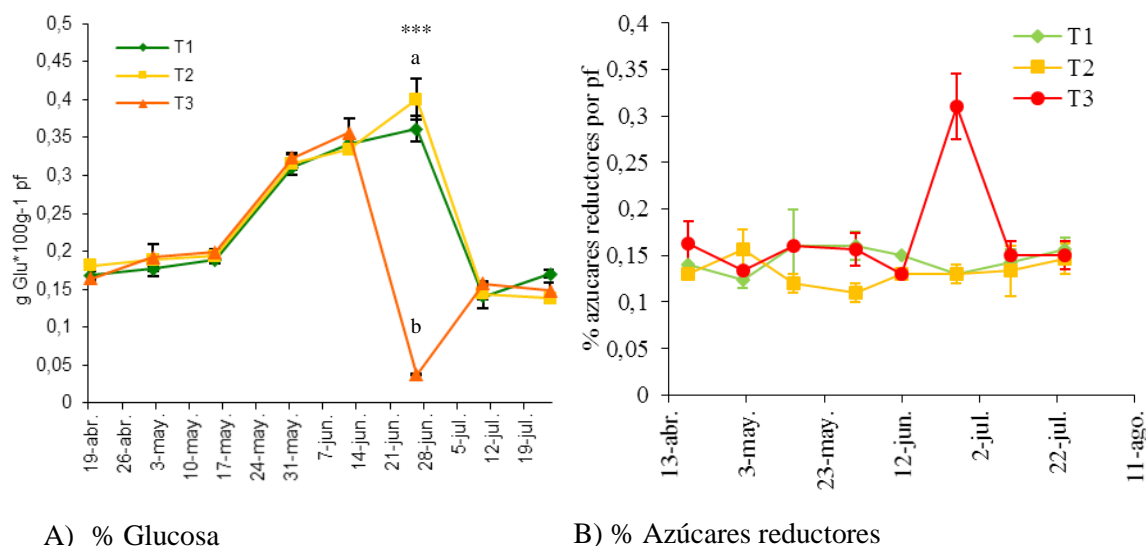 A
0,5
0,45
0,4
0,35
0,3
0,25
0,2
0,15
0,1
0,05
0
g Glu*100g-1 pf
T1
T2
T3
***
a
b
19-abr.
26-abr.
3-may.
10-may.
17-may.
24-may.
31-may.
7-jun.
14-jun.
21-jun.
28-jun.
5-jul.
12-jul.
19-jul.
A) % Glucosa
B
0,4
0,35
0,3
0,25
0,2
0,15
0,1
0,05
0
% azucares reductores por pf
T1
T2
T3
13-abr.
3-may.
23-may.
12-jun.
2-jul.
22-jul.
11-ago.
B) % Azúcares reductores